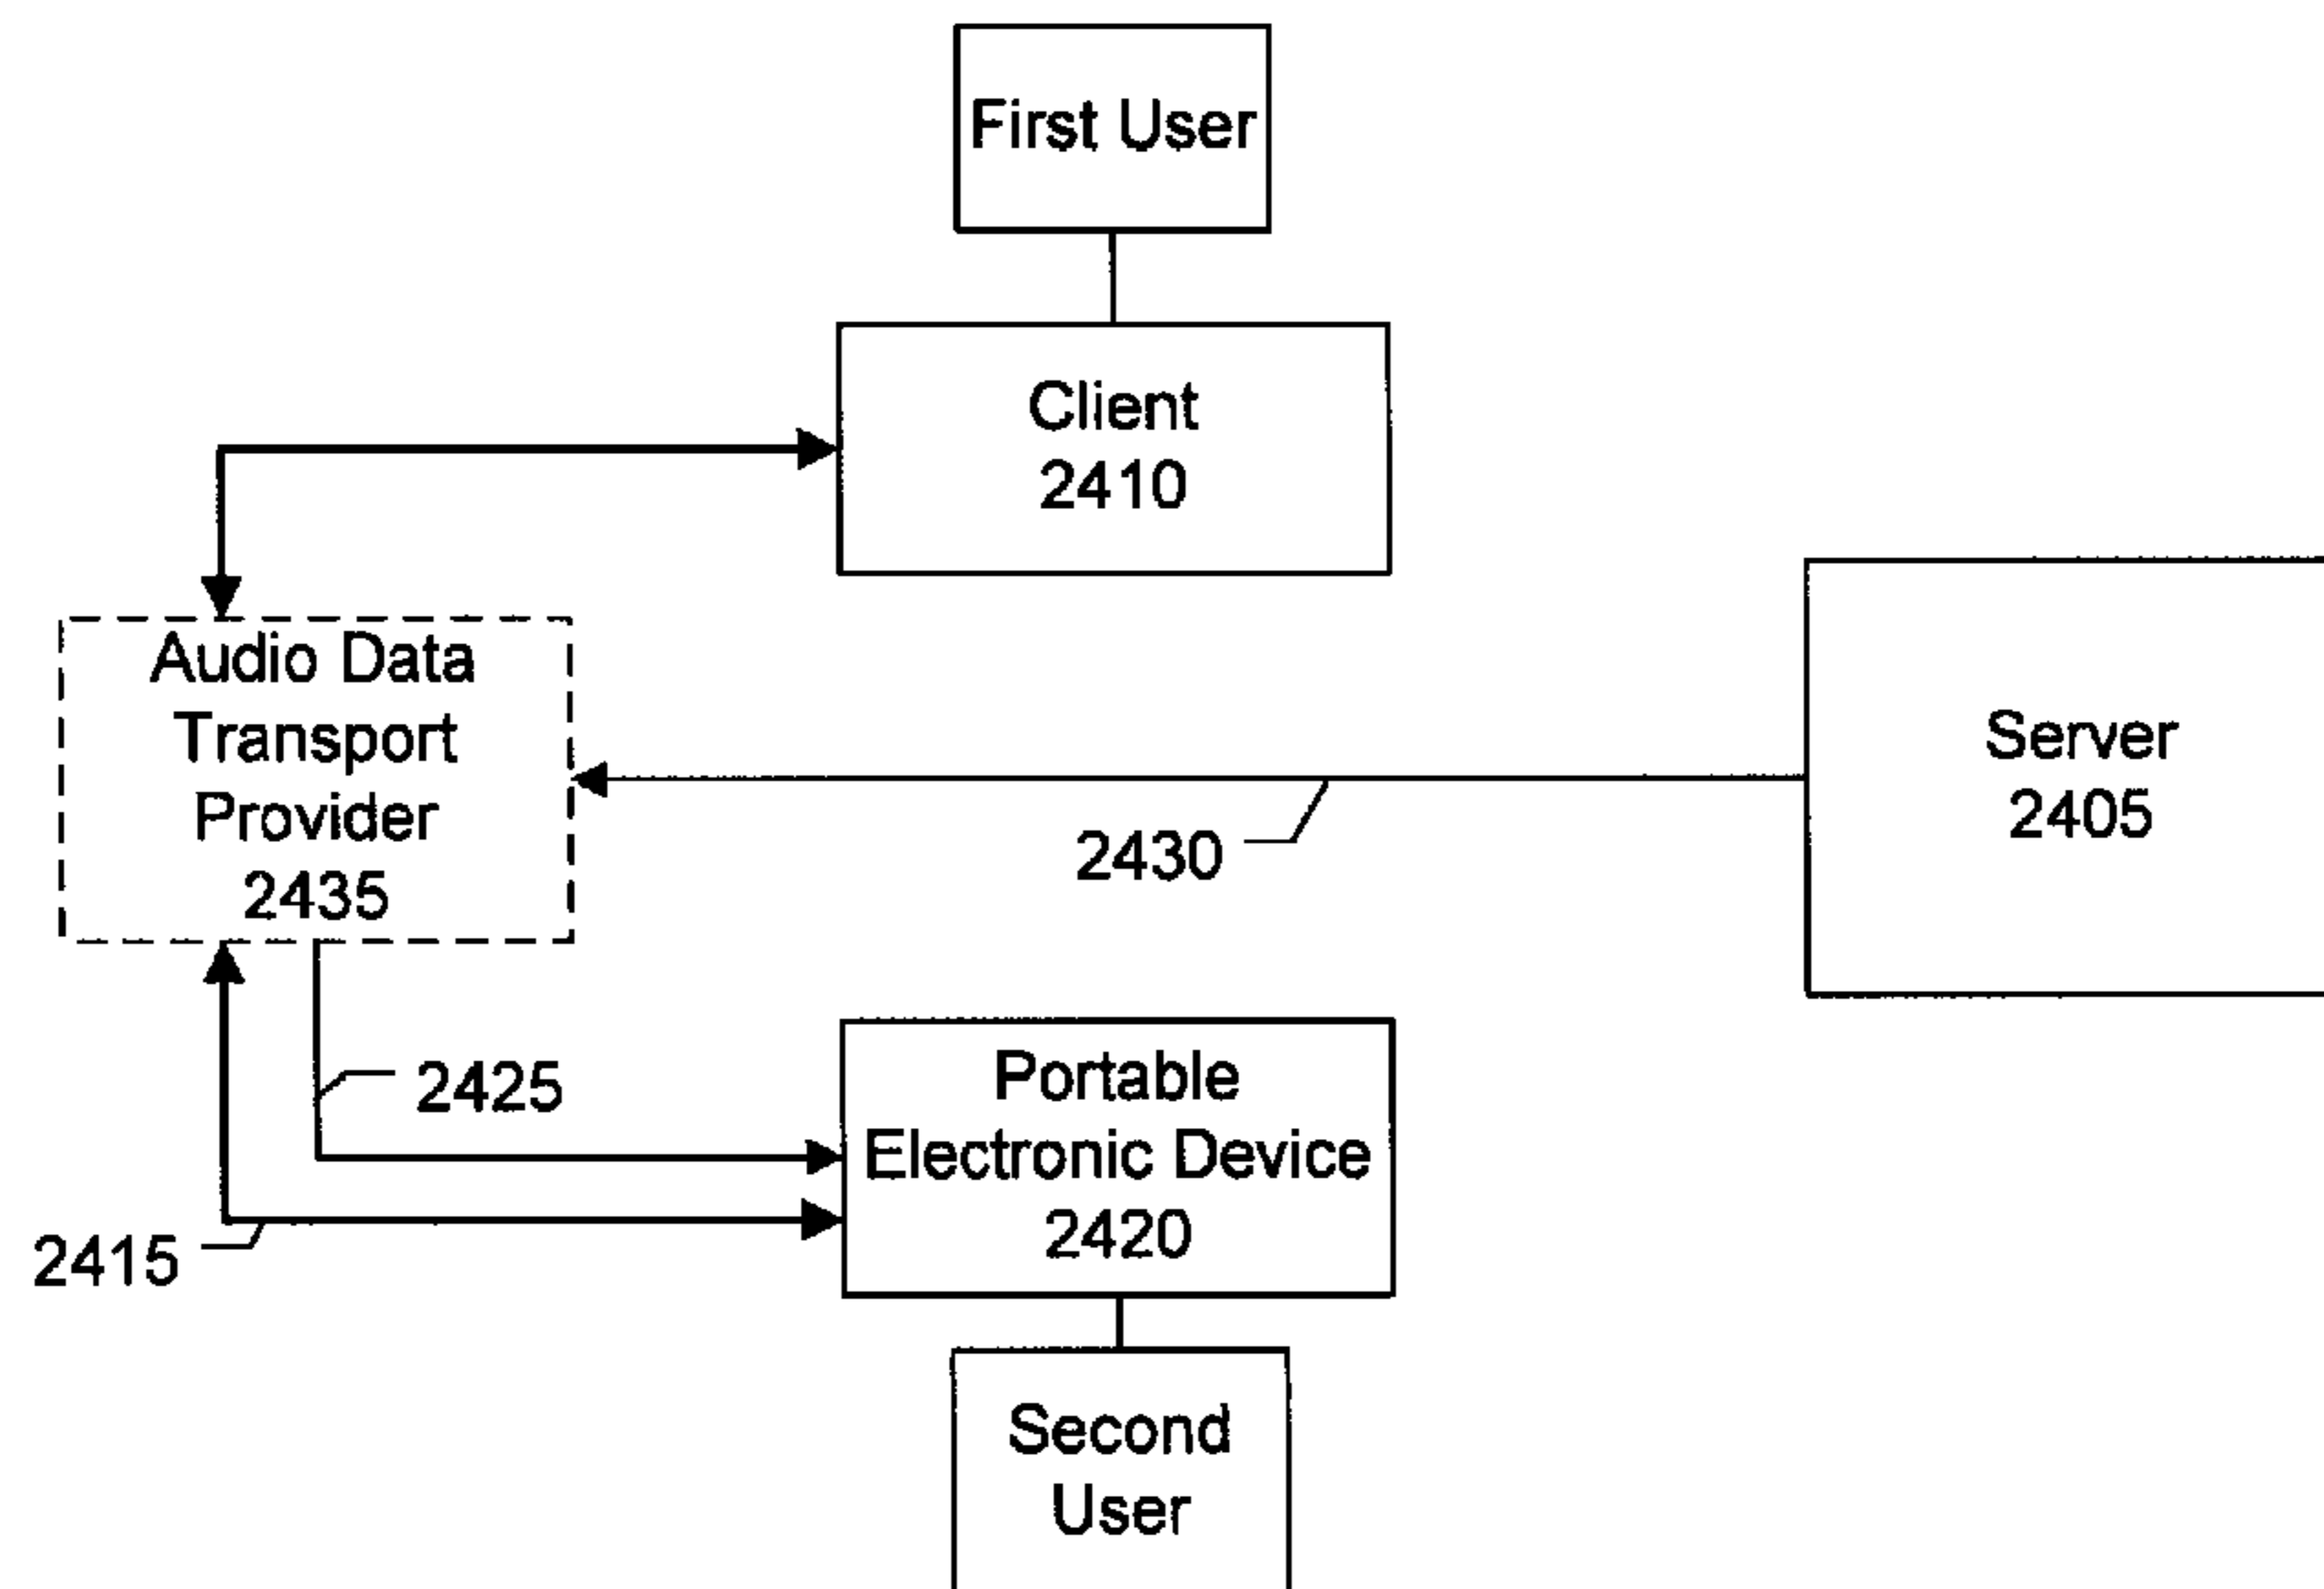 First User
Client
2410
Audio Data
Transport
Provider
2435
Server
2405
2430
2425
Portable
Electronic Device
2420
2415
Second
User